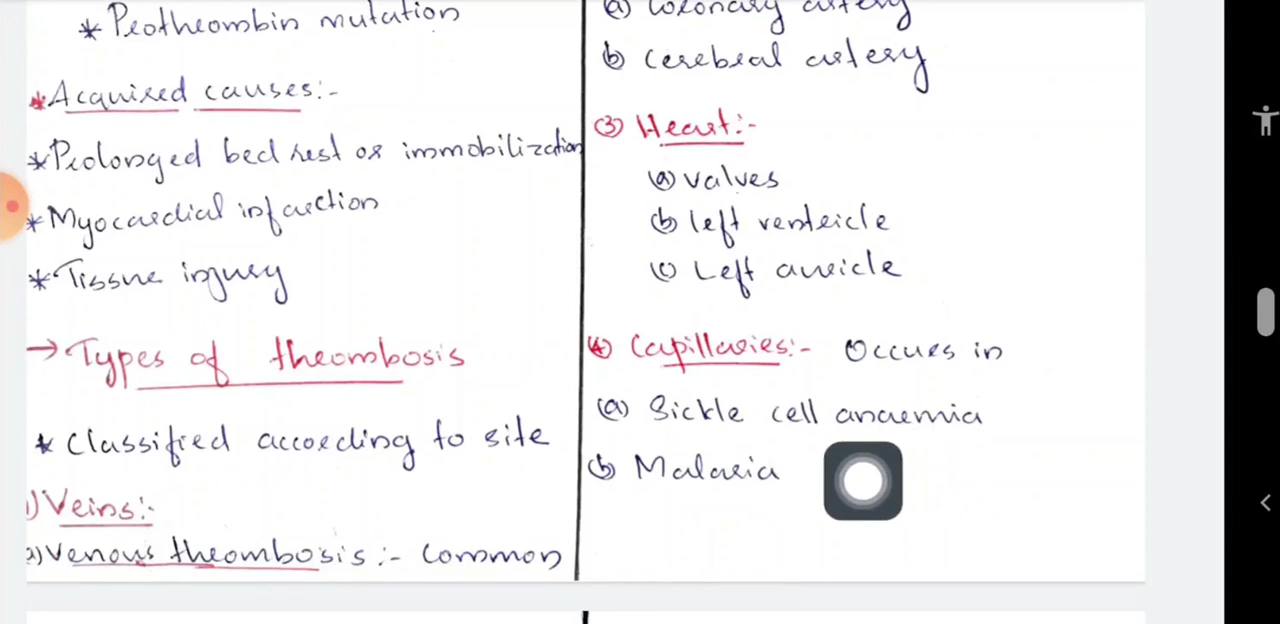 * Prothrombin mutation
* Acquired causes:-
* Prolonged bed rest or immobilization
* Myocardial infarction
* Tissue injury
→ Types of thrombosis
* Classified according to site
1) Veins:-
a) Venous thrombosis :- Common
(a) Coronary artery
(b) Cerebral artery
(3) Heart:-
(a) valves
(b) left ventricle
(c) Left auricle
(4) Capillaries:- Occurs in
(a) Sickle cell anaemia
(b) Malaria